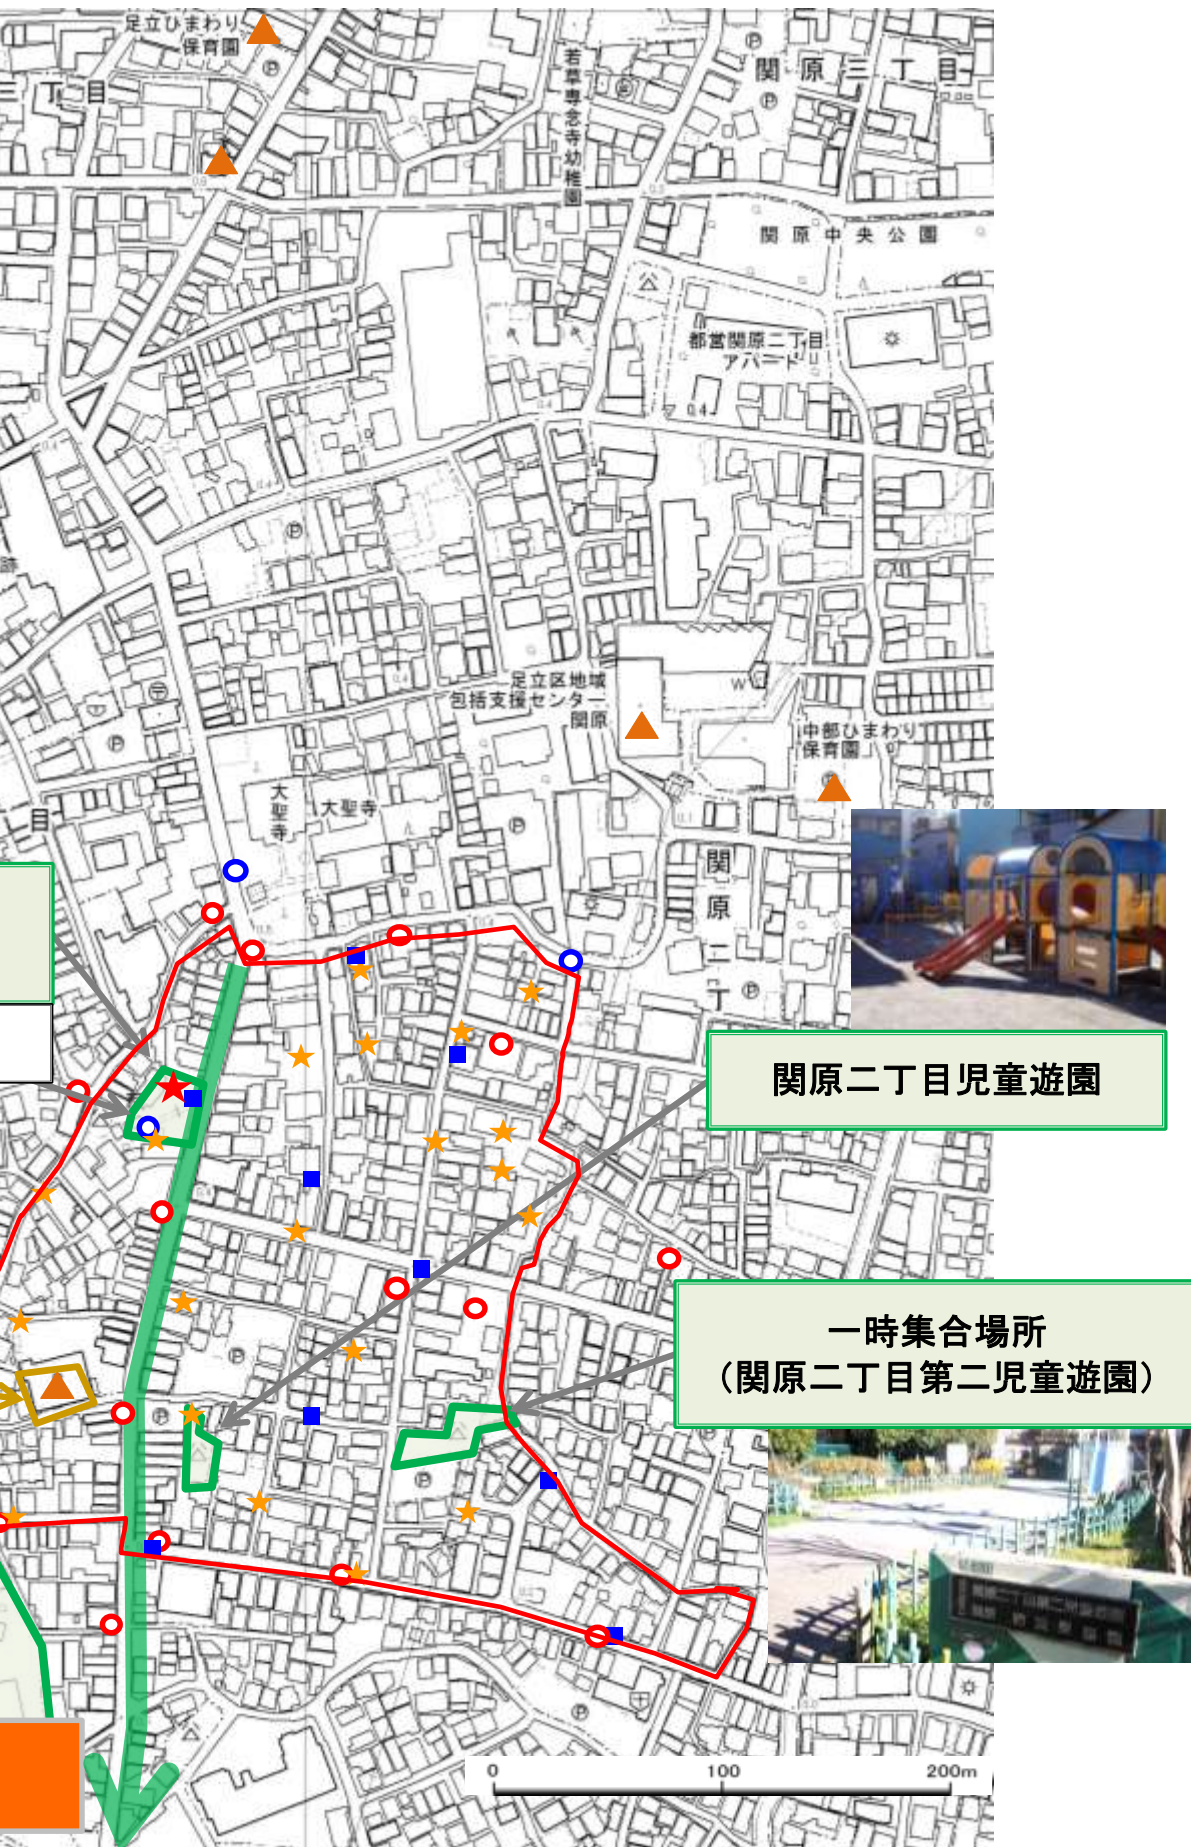 足立ひまわり
保育園
三丁目
若草専念寺幼稚園
関原三丁目
関原中央公園
都営関原二丁目
アパート
跡
足立区地域
包括支援センター
関原
中部ひまわり
保育園
大聖寺
大聖寺
目
関原二丁
関原二丁目児童遊園
一時集合場所
（関原二丁目第二児童遊園）
0 100 200m